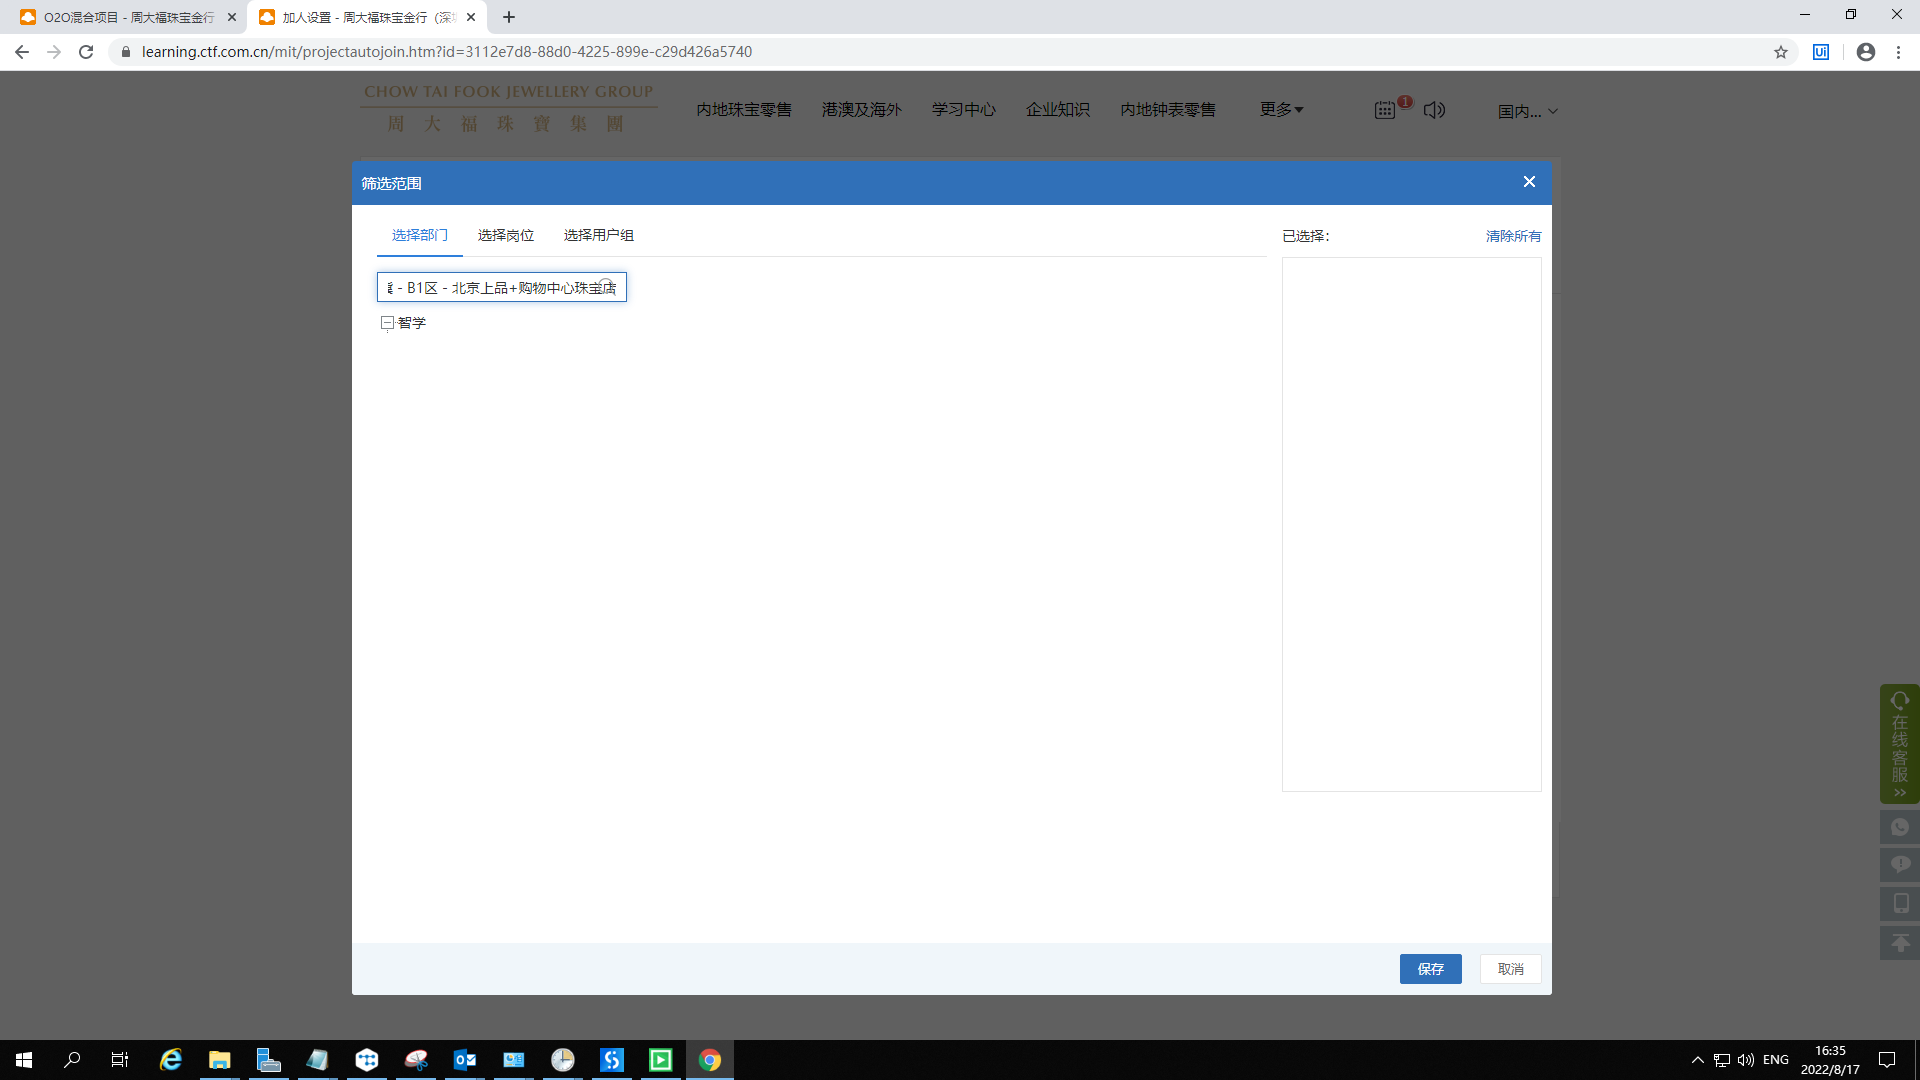 O2O混合项目 - 周大福珠宝金行
加人设置 - 周大福珠宝金行（深圳
learning.ctf.com.cn/mit/projectautojoin.htm?id=3112e7d8-88d0-4225-899e-c29d426a5740
CHOW TAI FOOK JEWELLERY GROUP
周大福珠寶集團
内地珠宝零售 港澳及海外 学习中心 企业知识 内地钟表零售 更多
1
国内...
筛选范围
选择部门 选择岗位 选择用户组
已选择：
清除所有
- B1区 - 北京上品+购物中心珠宝店
智学
在线客服
保存 取消
ENG
16:35
2022/8/17